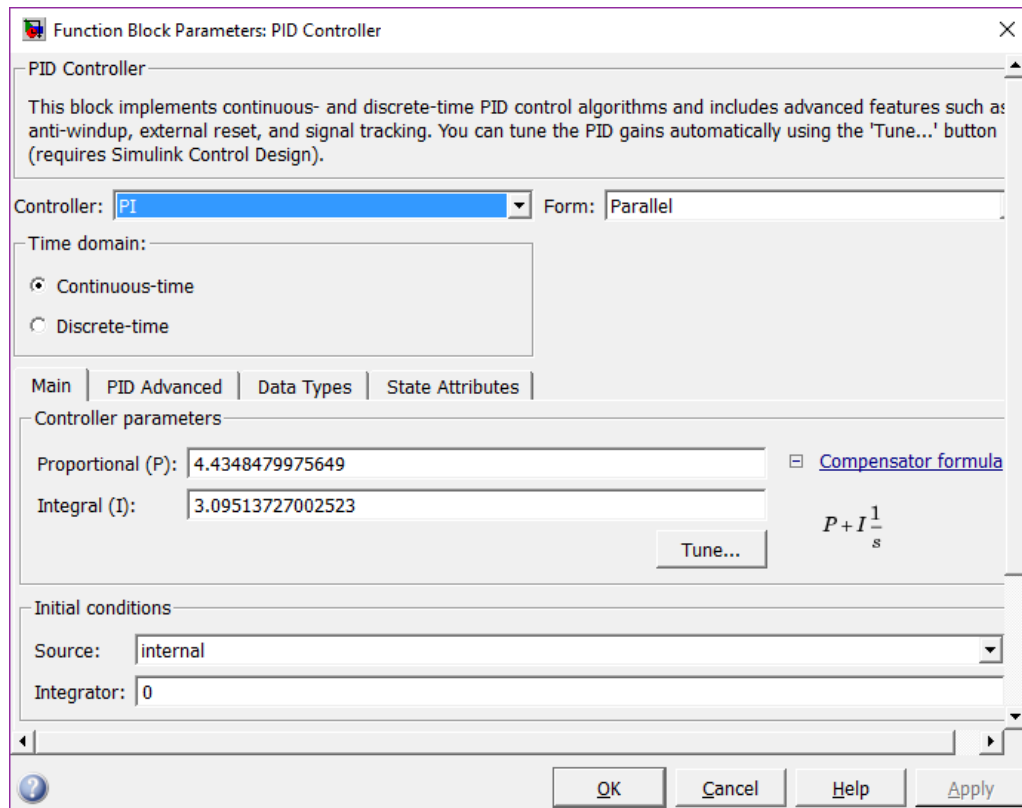 Function Block Parameters: PID Controller
PID Controller
This block implements continuous- and discrete-time PID control algorithms and includes advanced features such as
anti-windup, external reset, and signal tracking. You can tune the PID gains automatically using the 'Tune...' button
(requires Simulink Control Design).
Controller: PI Form: Parallel
Time domain:
Continuous-time
Discrete-time
Main PID Advanced Data Types State Attributes
Controller parameters
Proportional (P): 4.4348479975649 Compensator formula
Integral (I): 3.09513727002523
P + I 1/s
Tune...
Initial conditions
Source: internal
Integrator: 0
? OK Cancel Help Apply